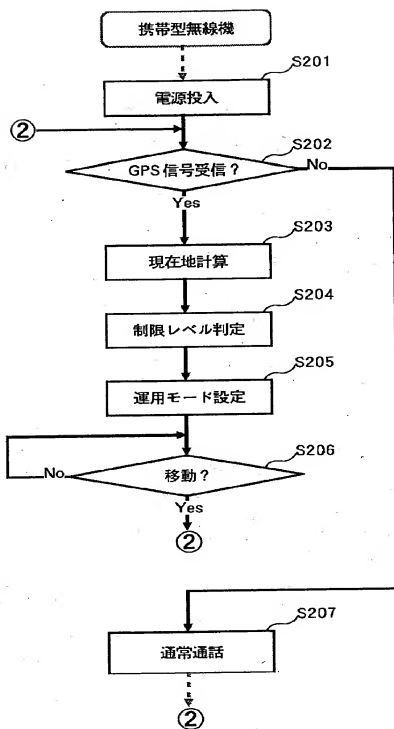 携帯型無線機
S201
電源投入
②
S202
GPS信号受信？
No
Yes
S203
現在地計算
S204
制限レベル判定
S205
運用モード設定
S206
移動？
No
Yes
②
S207
通常通話
②